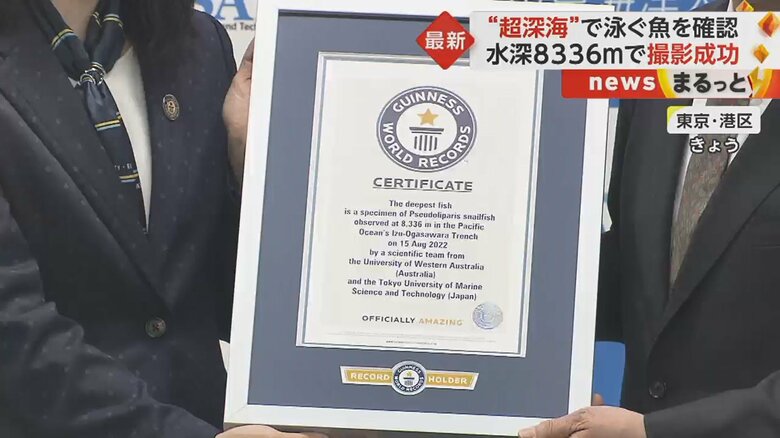 SA
最新
“超深海”で泳ぐ魚を確認
水深8336mで撮影成功
news まるっと
東京・港区
きょう
GUINNESS
WORLD RECORDS
CERTIFICATE
The deepest fish
is a specimen of Pseudoliparis snailfish
observed at 8,336 m in the Pacific
Ocean's Izu-Ogasawara Trench
on 15 Aug 2022
by a scientific team from
the University of Western Australia
(Australia)
and the Tokyo University of Marine
Science and Technology (Japan)
OFFICIALLY AMAZING
RECORD HOLDER